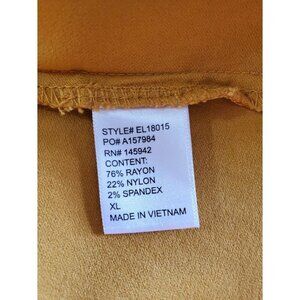 STYLE# EL18015
PO# A157984
RN# 145942
CONTENT:
76% RAYON
22% NYLON
2% SPANDEX
XL
MADE IN VIETNAM